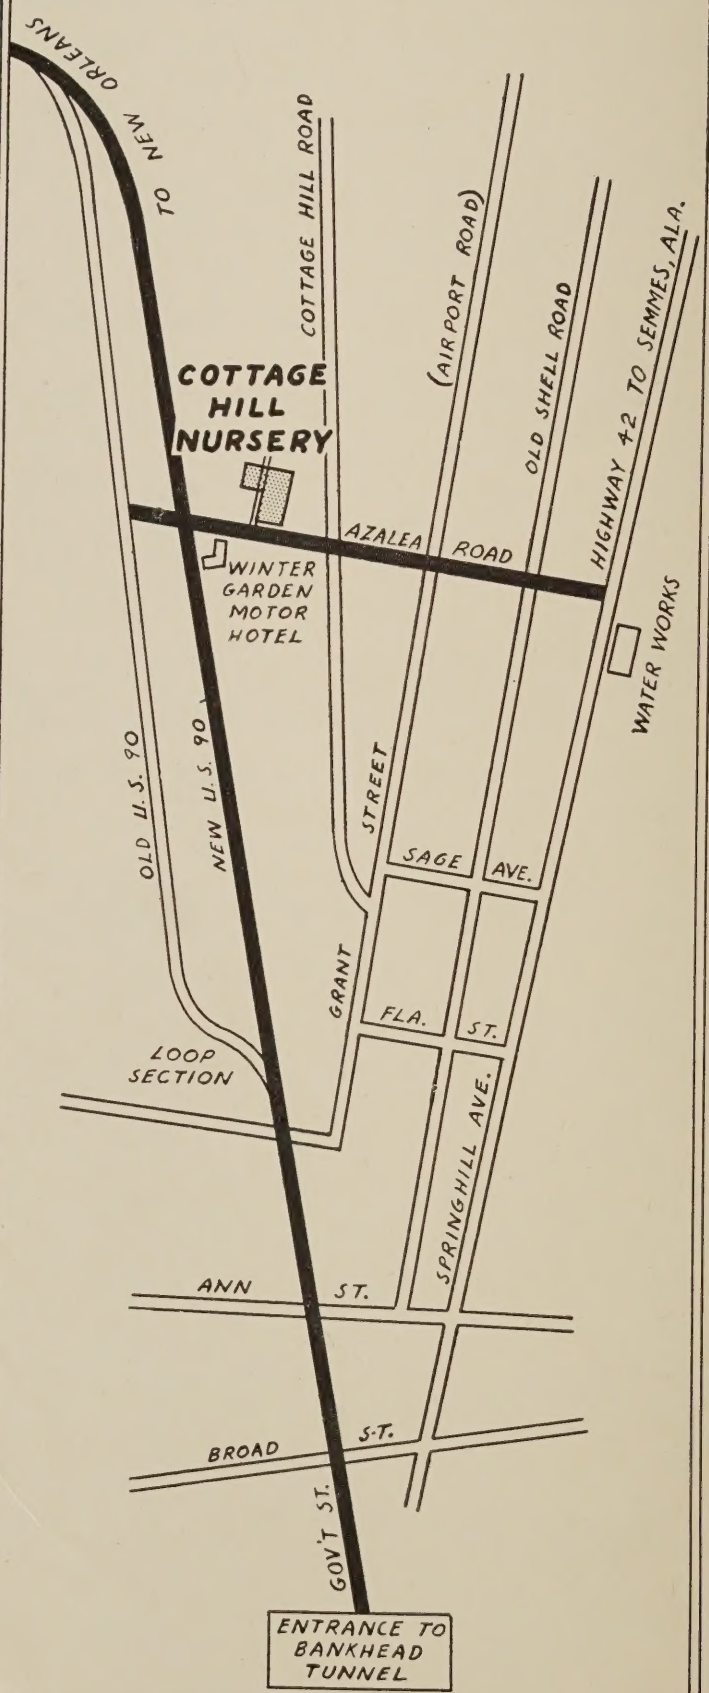 TO NEW ORLEANS
COTTAGE HILL ROAD
(AIRPORT ROAD)
OLD SHELL ROAD
HIGHWAY 42 TO SEMMES, ALA.
COTTAGE
HILL
NURSERY
AZALEA ROAD
WINTER
GARDEN
MOTOR
HOTEL
WATER WORKS
OLD U.S. 90
NEW U.S. 90
GRANT STREET
SAGE AVE.
FLA. ST.
LOOP
SECTION
SPRINGHILL AVE.
ANN ST.
BROAD S.T.
GOV'T ST.
ENTRANCE TO
BANKHEAD
TUNNEL